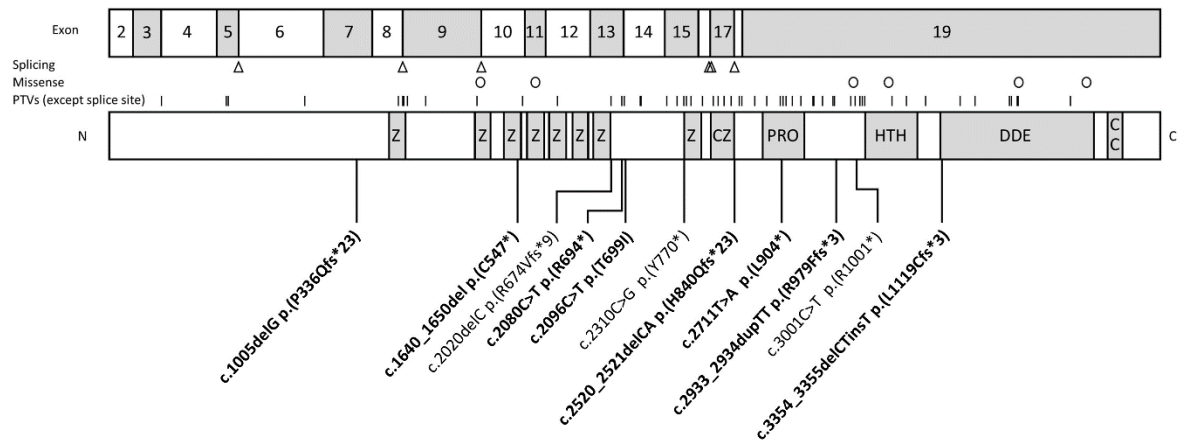 Exon 2 3 4 5 6 7 8 9 10 11 12 13 14 15 17 19
Splicing
Missense
PTVs (except splice site)
N Z Z Z Z Z Z Z CZ PRO HTH DDE CC C
c.1005delG p.(P336Qfs*23)
c.1640_1650del p.(C547*)
c.2020delC p.(R674Vfs*9)
c.2080C>T p.(R694*)
c.2096C>T p.(T699I)
c.2310C>G p.(Y770*)
c.2520_2521delCA p.(H840Qfs*23)
c.2711T>A p.(L904*)
c.2933_2934dupTT p.(R979Ffs*3)
c.3001C>T p.(R1001*)
c.3354_3355delCTinsT p.(L1119Cfs*3)